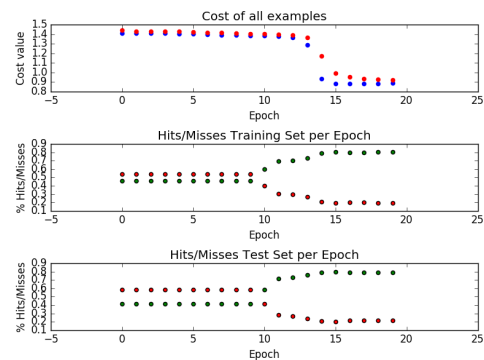 Cost of all examples
1.5
1.4
1.3
1.2
1.1
1.0
0.9
0.8
Cost value
−5 0 5 10 15 20 25
Epoch
Hits/Misses Training Set per Epoch
0.9
0.8
0.7
0.6
0.5
0.4
0.3
0.2
0.1
% Hits/Misses
−5 0 5 10 15 20 25
Epoch
Hits/Misses Test Set per Epoch
0.9
0.8
0.7
0.6
0.5
0.4
0.3
0.2
0.1
% Hits/Misses
−5 0 5 10 15 20 25
Epoch